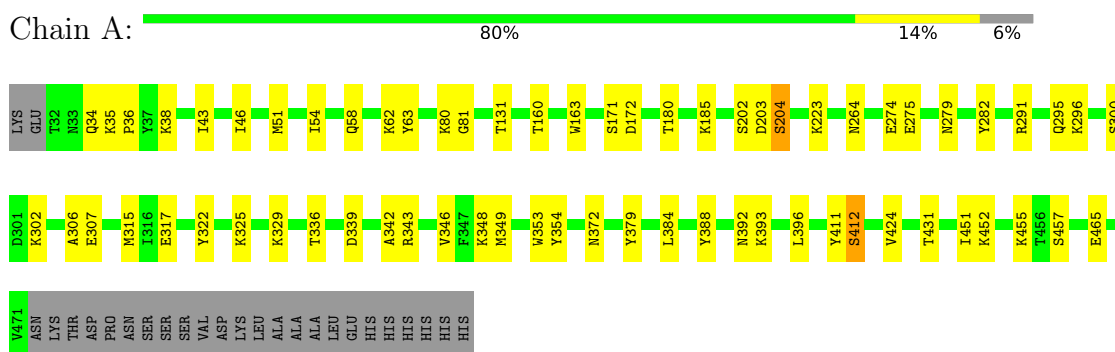 Chain A:
80% 14% 6%
LYS GLU T32 N33 Q34 K35 P36 Y37 K38 I43 I46 M51 I54 Q58 K62 Y63 K80 G81 T131 T160 W163 S171 D172 T180 K185 S202 D203 S204 K223 N264 E274 E275 N279 Y282 R291 Q295 K296 S300
D301 K302 A306 E307 M315 I316 E317 Y322 K325 K329 T336 D339 A342 R343 V346 F347 K348 M349 W353 Y354 N372 Y379 L384 Y388 N392 K393 L396 Y411 S412 V424 T431 I451 K452 K455 T456 S457 E465
V471 ASN LYS THR ASP PRO ASN SER SER SER VAL ASP LYS LEU ALA ALA ALA LEU GLU HIS HIS HIS HIS HIS HIS